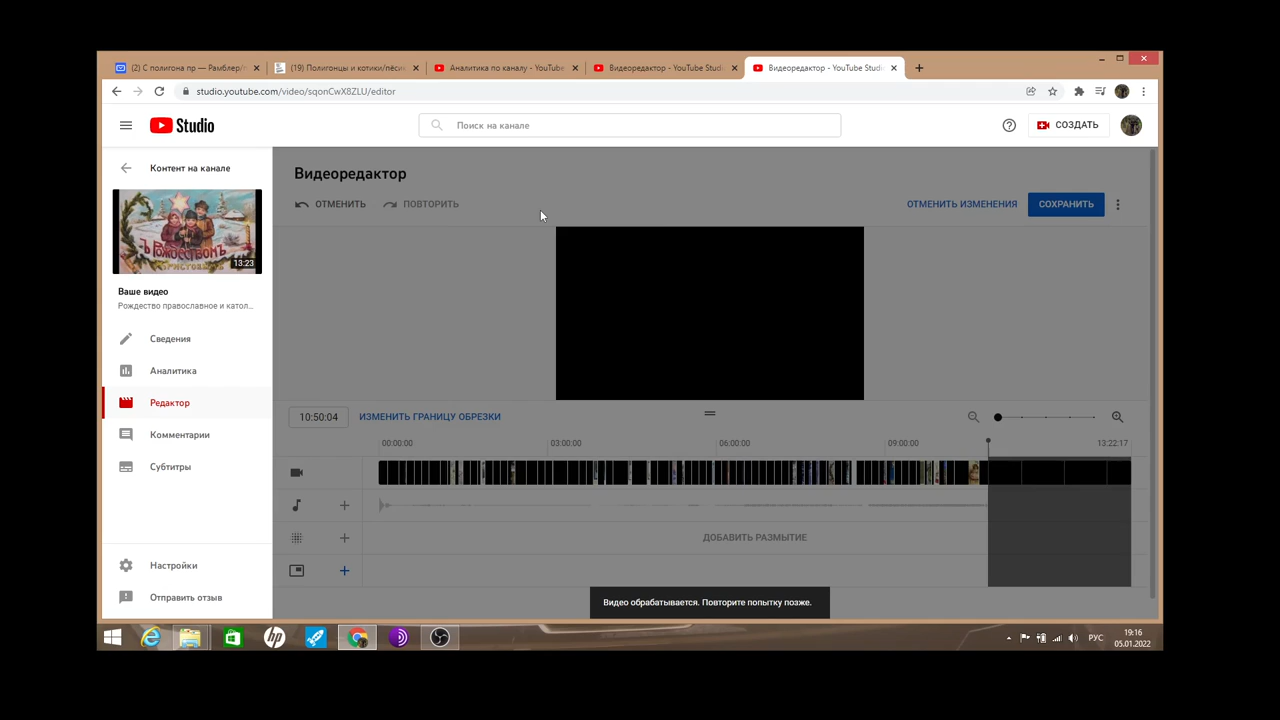 (2) С полигона пр — Рамблер/п
(19) Полигонцы и котики/пёсик
Аналитика по каналу - YouTube
Видеоредактор - YouTube Studi
Видеоредактор - YouTube Studi
studio.youtube.com/video/sqonCwX8ZLU/editor
Studio
Поиск на канале
СОЗДАТЬ
Контент на канале
Видеоредактор
ОТМЕНИТЬ
ПОВТОРИТЬ
ОТМЕНИТЬ ИЗМЕНЕНИЯ
СОХРАНИТЬ
Ъ РОЖДЕСТВОМЪ
ХРИСТОВЫМЪ
13:23
Ваше видео
Рождество православное и катол...
Сведения
Аналитика
Редактор
Комментарии
Субтитры
Настройки
Отправить отзыв
10:50:04
ИЗМЕНИТЬ ГРАНИЦУ ОБРЕЗКИ
00:00:00
03:00:00
06:00:00
09:00:00
13:22:17
ДОБАВИТЬ РАЗМЫТИЕ
Видео обрабатывается. Повторите попытку позже.
hp
РУС
19:16
05.01.2022